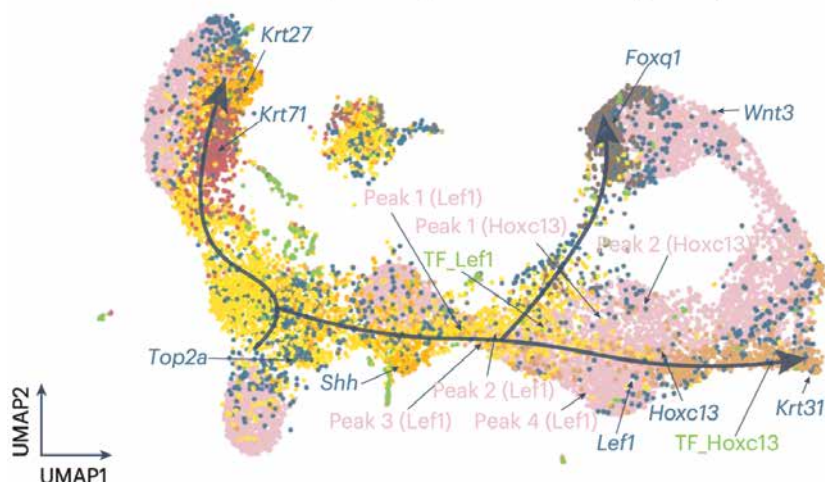 Krt27
Foxq1
Krt71
Wnt3
Peak 1 (Lef1)
Peak 1 (Hoxc13)
Peak 2 (Hoxc13)
TF_Lef1
Top2a
Shh
Peak 2 (Lef1)
Peak 3 (Lef1)
Peak 4 (Lef1)
Hoxc13
Krt31
Lef1
TF_Hoxc13
UMAP2
UMAP1